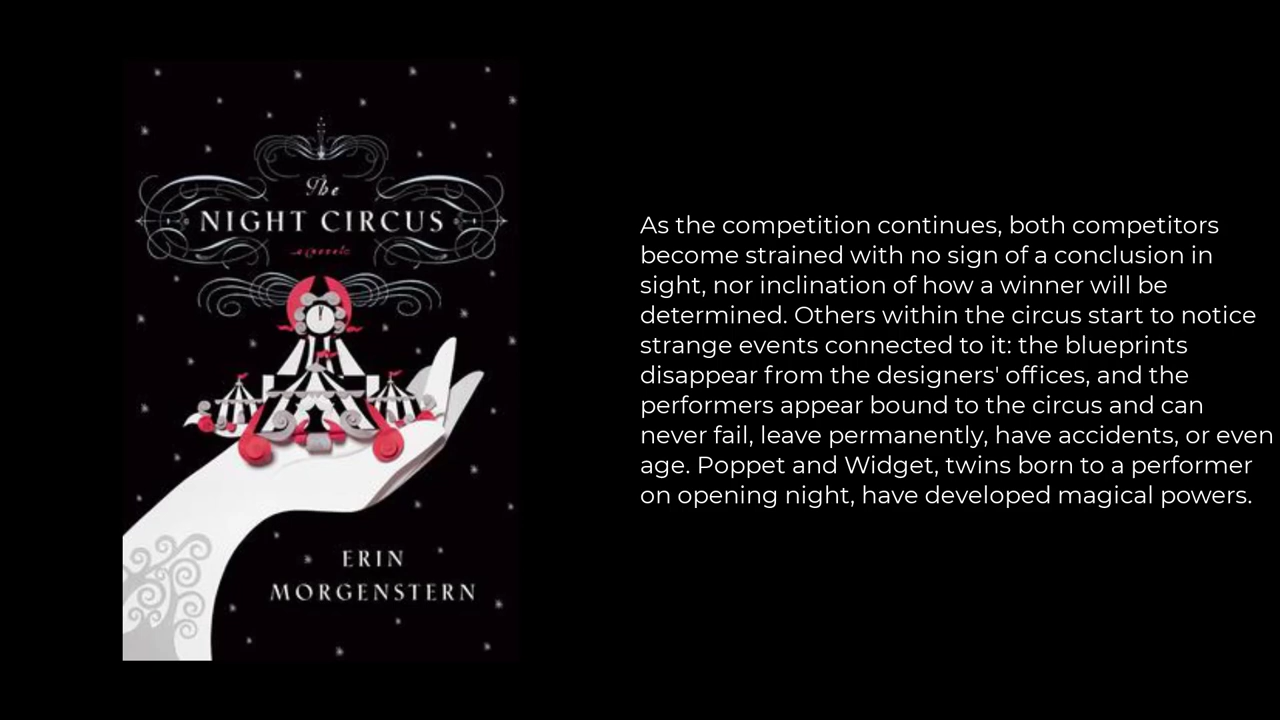 The
NIGHT CIRCUS
a novel
ERIN
MORGENSTERN
As the competition continues, both competitors
become strained with no sign of a conclusion in
sight, nor inclination of how a winner will be
determined. Others within the circus start to notice
strange events connected to it: the blueprints
disappear from the designers' offices, and the
performers appear bound to the circus and can
never fail, leave permanently, have accidents, or even
age. Poppet and Widget, twins born to a performer
on opening night, have developed magical powers.